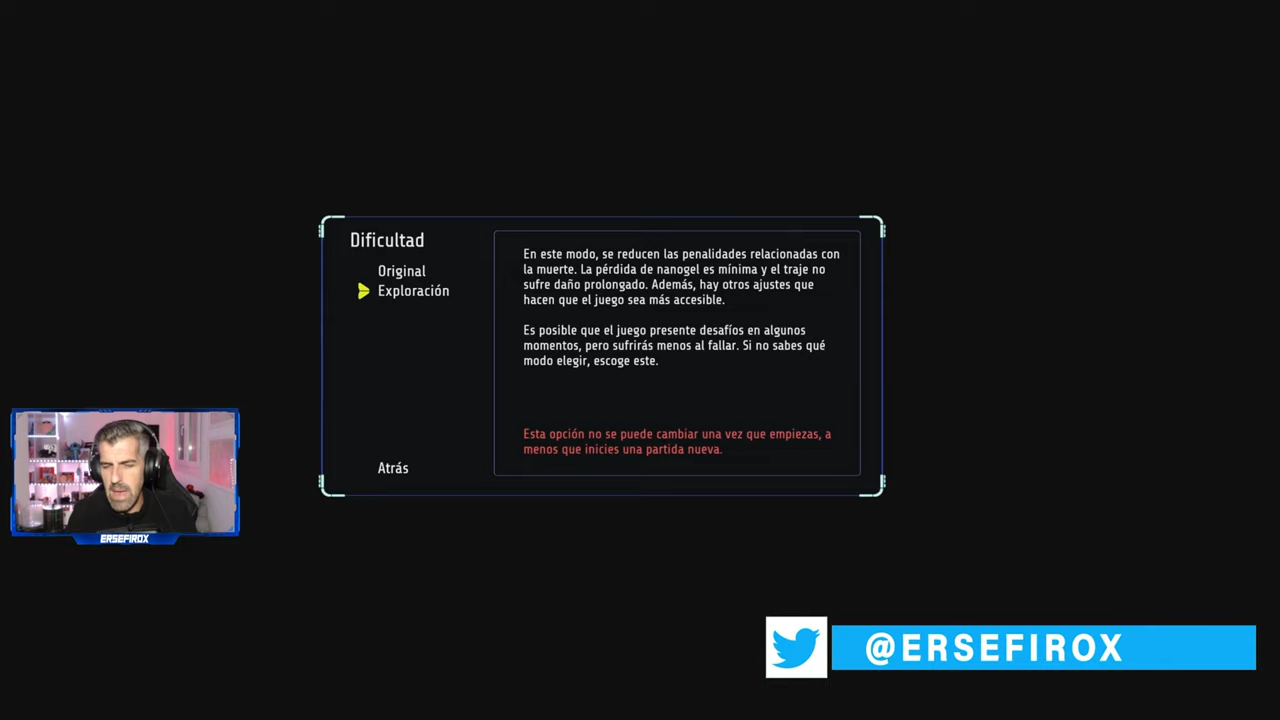 Dificultad
Original
Exploración
Atrás
En este modo, se reducen las penalidades relacionadas con
la muerte. La pérdida de nanogel es mínima y el traje no
sufre daño prolongado. Además, hay otros ajustes que
hacen que el juego sea más accesible.
Es posible que el juego presente desafíos en algunos
momentos, pero sufrirás menos al fallar. Si no sabes qué
modo elegir, escoge este.
Esta opción no se puede cambiar una vez que empiezas, a
menos que inicies una partida nueva.
ERSEFIROX
@ERSEFIROX